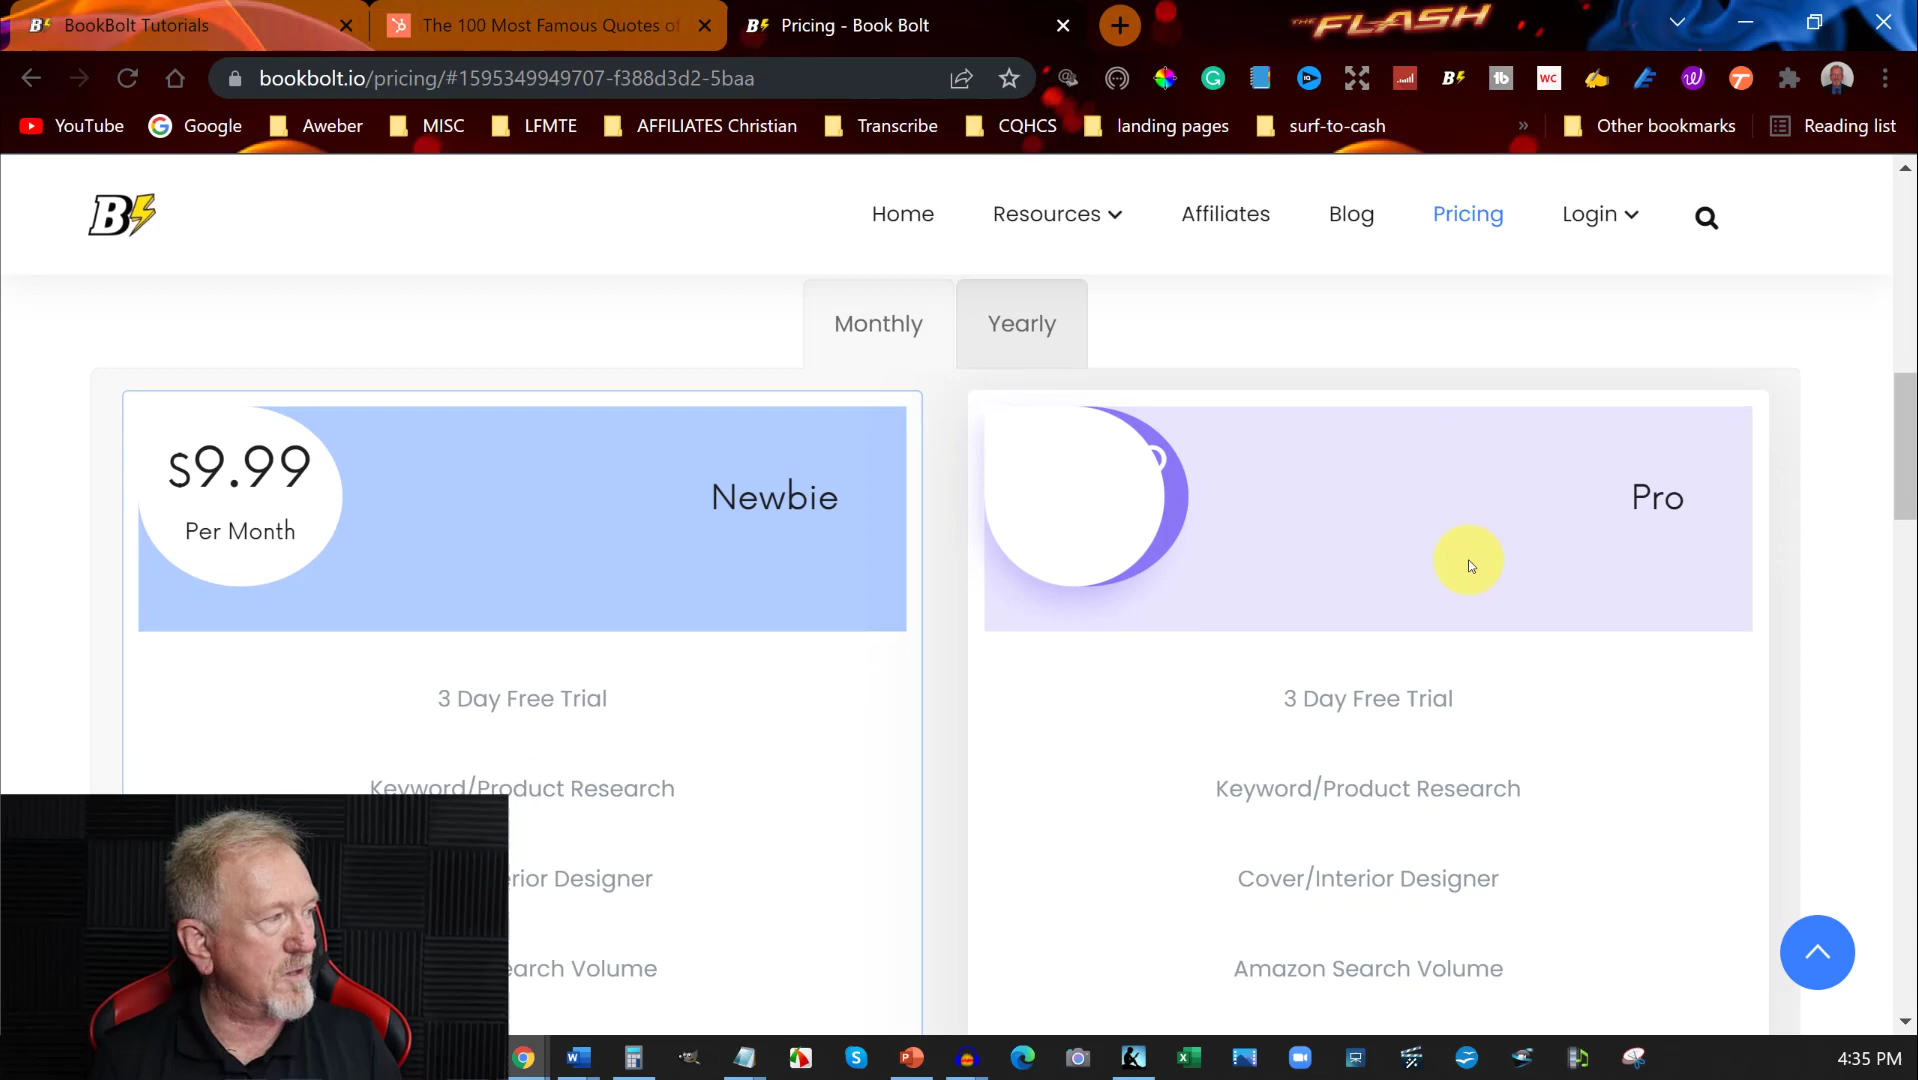 BookBolt Tutorials
The 100 Most Famous Quotes of
Pricing - Book Bolt
THE FLASH
bookbolt.io/pricing/#1595349949707-f388d3d2-5baa
YouTube Google Aweber MISC LFMTE AFFILIATES Christian Transcribe CQHCS landing pages surf-to-cash » Other bookmarks Reading list
B Home Resources Affiliates Blog Pricing Login
Monthly Yearly
$9.99
Per Month
Newbie
Pro
3 Day Free Trial
3 Day Free Trial
Keyword/Product Research
Keyword/Product Research
rior Designer
Cover/Interior Designer
earch Volume
Amazon Search Volume
4:35 PM